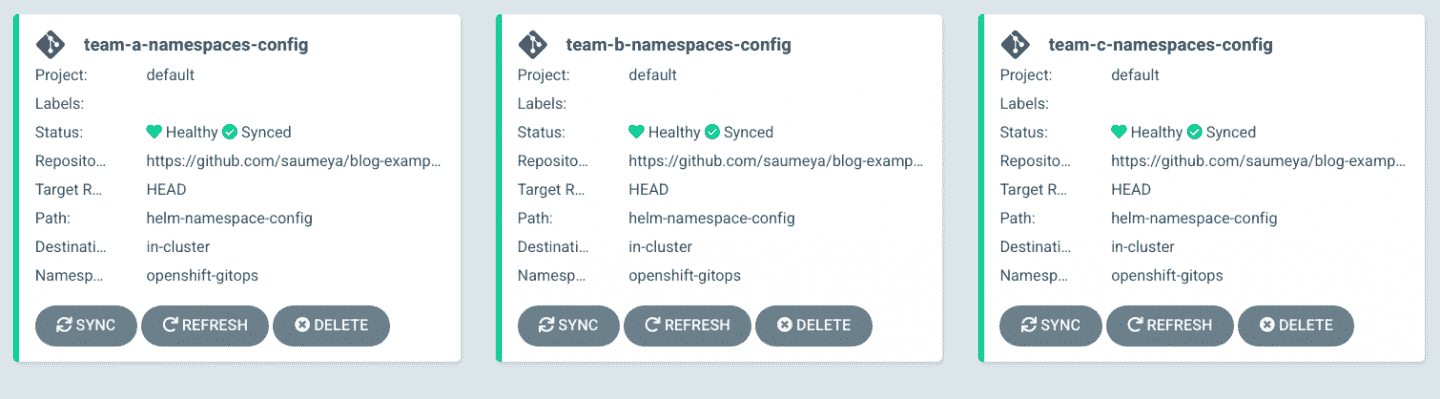 team-a-namespaces-config
Project: default
Labels:
Status: Healthy Synced
Reposito... https://github.com/saumeya/blog-examp...
Target R... HEAD
Path: helm-namespace-config
Destinati... in-cluster
Namesp... openshift-gitops
SYNC REFRESH DELETE
team-b-namespaces-config
Project: default
Labels:
Status: Healthy Synced
Reposito... https://github.com/saumeya/blog-examp...
Target R... HEAD
Path: helm-namespace-config
Destinati... in-cluster
Namesp... openshift-gitops
SYNC REFRESH DELETE
team-c-namespaces-config
Project: default
Labels:
Status: Healthy Synced
Reposito... https://github.com/saumeya/blog-examp...
Target R... HEAD
Path: helm-namespace-config
Destinati... in-cluster
Namesp... openshift-gitops
SYNC REFRESH DELETE